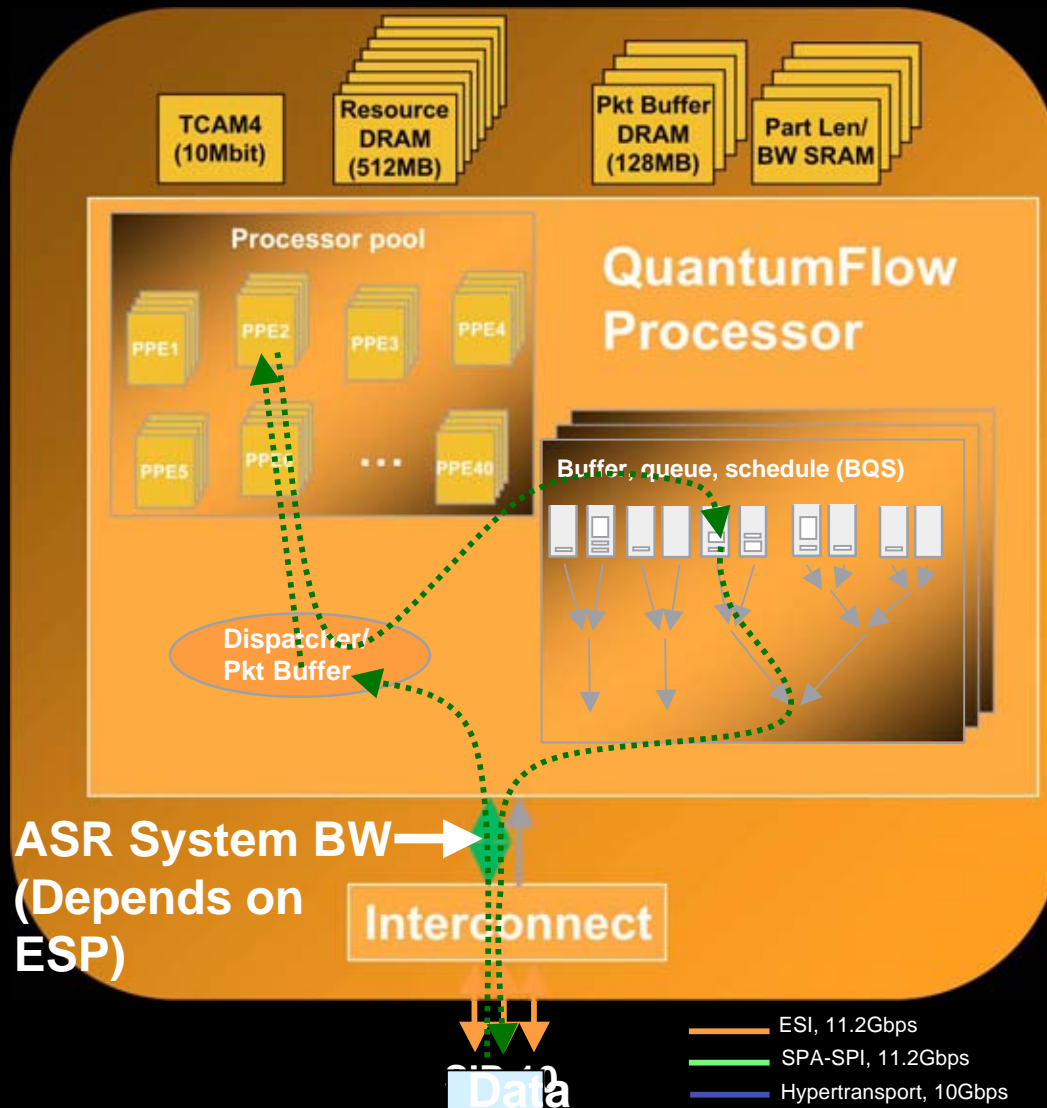 TCAM4
(10Mbit)
Resource
DRAM
(512MB)
Pkt Buffer
DRAM
(128MB)
Part Len/
BW SRAM
Processor pool
QuantumFlow
Processor
PPE1
PPE2
PPE3
PPE4
PPE5
PPE6
...
PPE40
Buffer, queue, schedule (BQS)
Dispatcher/
Pkt Buffer
ASR System BW
(Depends on
ESP)
Interconnect
ESI, 11.2Gbps
SPA-SPI, 11.2Gbps
Hypertransport, 10Gbps
Data